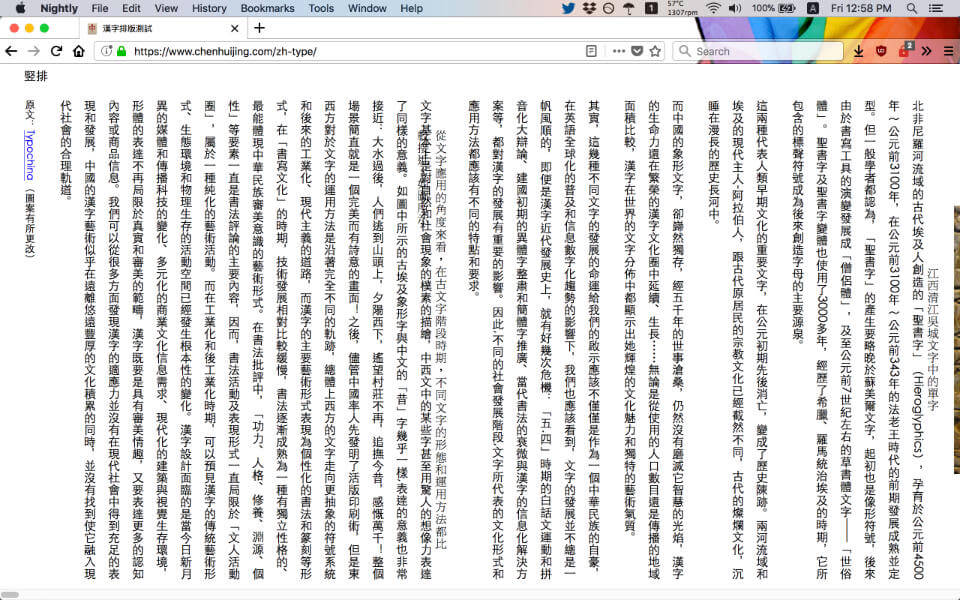 Nightly File Edit View History Bookmarks Tools Window Help 1 57°C 1307rpm 100% A Fri 12:58 PM
漢字排版測試
https://www.chenhuijing.com/zh-type/ Search 2
豎排
江西清江吳城文字中的單字
北非尼羅河流域的古代埃及人創造的「聖書字」（Hieroglyphics），孕育於公元前4500
年～公元前3100年，在公元前3100年～公元前343年的法老王時代的前期發展成熟並定
型。但一般學者都認為，「聖書字」的產生要略晚於蘇美爾文字，起初也是像形符號，後來
由於書寫工具的演變發展成「僧侶體」，及至公元前7世紀左右的草書體文字——「世俗
體」。聖書字及聖書字變體也使用了3000多年，經歷了希臘、羅馬統治埃及的時期，它所
包含的標聲符號成為後來創造字母的主要源泉。
這兩種代表人類早期文化的重要文字，在公元初期先後消亡，變成了歷史陳跡。兩河流域和
埃及的現代主人-阿拉伯人，跟古代原居民的宗教文化已經截然不同，古代的燦爛文化，沉
睡在漫長的歷史長河中。
而中國的象形文字，卻巋然獨存，經五千年的世事滄桑，仍然沒有磨滅它智慧的光焰，漢字
的生命力還在繁榮的漢字文化圈中延續、生長……無論是從使用的人口數目還是傳播的地域
面積比較，漢字在世界的文字分佈中都顯示出她輝煌的文化魅力和獨特的藝術氣質。
其實，這幾種不同文字的發展的命運給我們的啟示應該不僅僅是作為一個中華民族的自豪，
在英語全球化的普及和信息數字化趨勢的影響下，我們也應該看到，文字的發展並不總是一
帆風順的，即便是漢字近代發展史上，就有好幾次危機：「五·四」時期的白話文運動和拼
音化大辯論、建國初期的異體字整肅和簡體字推廣、當代書法的衰微與漢字的信息化解決方
案等，都對漢字的發展有重要的影響。因此:不同的社會發展階段:文字所代表的文化形式和
應用方法都應該有不同的特點和要求。
從文字應用的角度來看，在古文字階段時期，不同文字的形態和運用方法都比
文字基本上是對自然和社會現象的樸素的描繪，中西文中的某些字甚至用驚人的想像力表達
了同樣的意義。如圖中所示的古埃及象形字與中文的「昔」字幾乎一樣:表達的意義也非常
接近：大水過後，人們逃到山頭上，夕陽西下，遙望村莊不再，追撫今昔，感慨萬千！整個
場景簡直就是一個完美而有詩意的畫面！之後，儘管中國率人先發明了活版印刷術，但是東
西方對於文字的運用方法是沿著完全不同的軌跡，總體上西方的文字走向更抽象的符號系統
和後來的工業化、現代主義的道路，而漢字的主要藝術形式表現為個性化的書法和篆刻等形
式，在「書寫文化」的時期，技術發展相對比較緩慢，書法逐漸成熟為一種有獨立性格的、
最能體現中華民族審美意識的藝術形式。在書法批評中，「功力、人格、修養、淵源、個
性」等要素一直是書法評論的主要內容，因而，書法活動及表現形式一直局限於「文人活動
圈」，屬於一種純化的藝術活動。而在工業化和後工業化時期，可以預見漢字的傳統藝術形
式、生態環境和物理生存的活動空間已經發生根本性的變化。漢字設計面臨的是當今日新月
異的媒體和傳播科技的變化、多元化的商業文化信息需求、現代化的建築與視覺生存環境，
形體的表達不再局限於真實和審美的範疇，漢字既要是具有審美情趣，又要表達更多的認知
內容或商品信息。我們可以從很多方面發現漢字的適應力並沒有在現代社會中得到充足的表
現和發展，中國的漢字藝術似乎在遠離悠遠豐厚的文化積累的同時，並沒有找到使它融入現
代社會的合理軌道。
原文：Typochina （圖案有所更改）